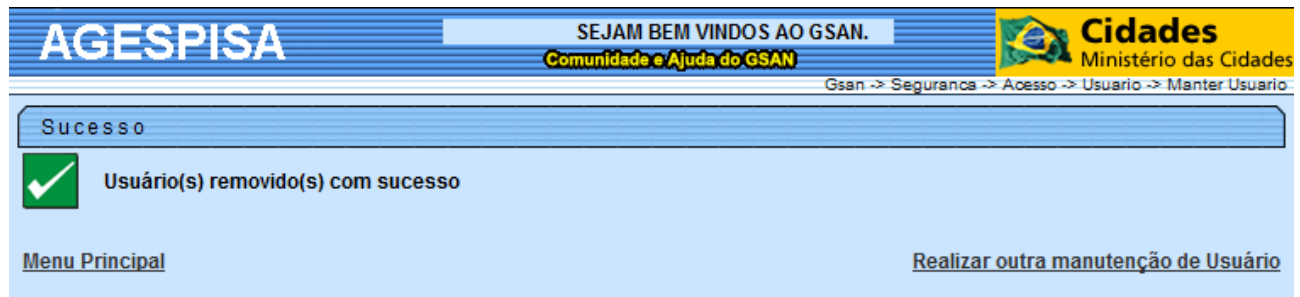 AGESPISA
SEJAM BEM VINDOS AO GSAN.
Comunidade e Ajuda do GSAN
Cidades
Ministério das Cidades
Gsan -> Seguranca -> Acesso -> Usuario -> Manter Usuario
Sucesso
Usuário(s) removido(s) com sucesso
Menu Principal
Realizar outra manutenção de Usuário